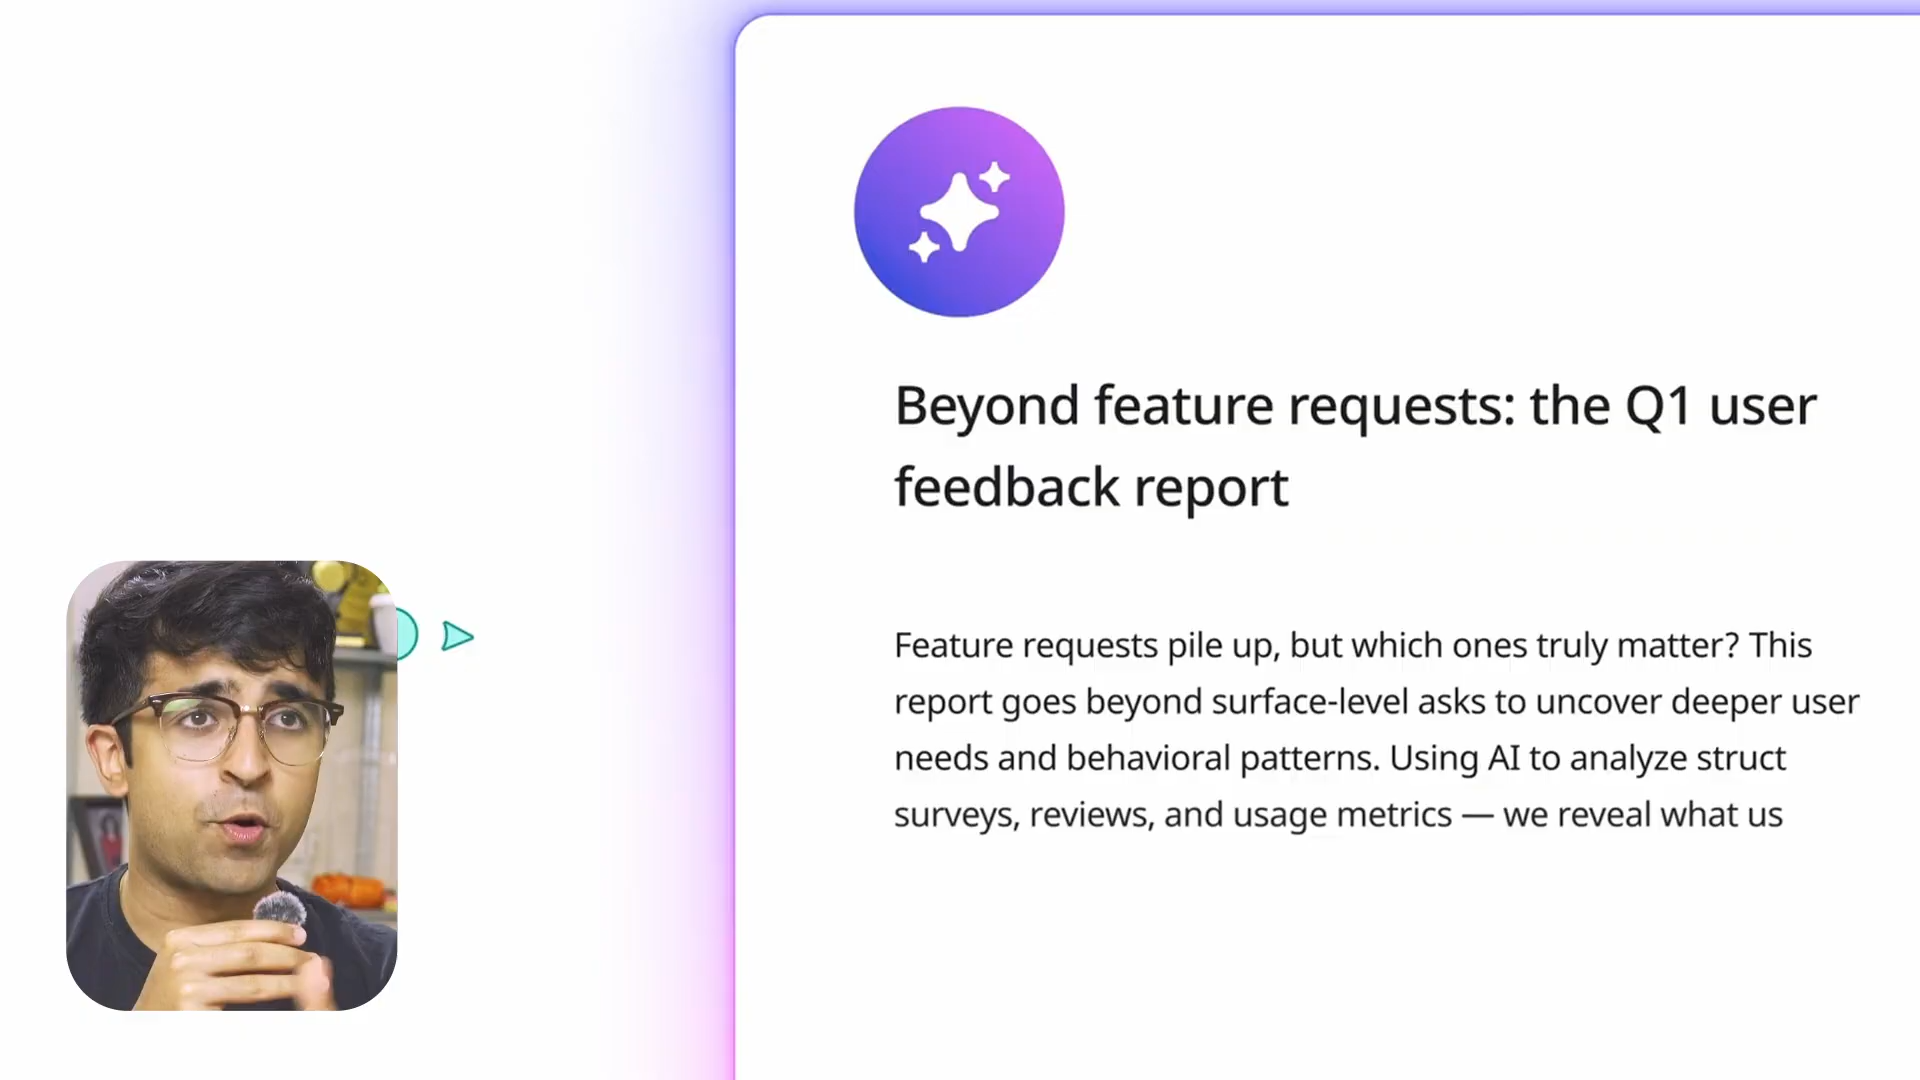 Beyond feature requests: the Q1 user
feedback report
Feature requests pile up, but which ones truly matter? This
report goes beyond surface-level asks to uncover deeper user
needs and behavioral patterns. Using AI to analyze struct
surveys, reviews, and usage metrics — we reveal what us